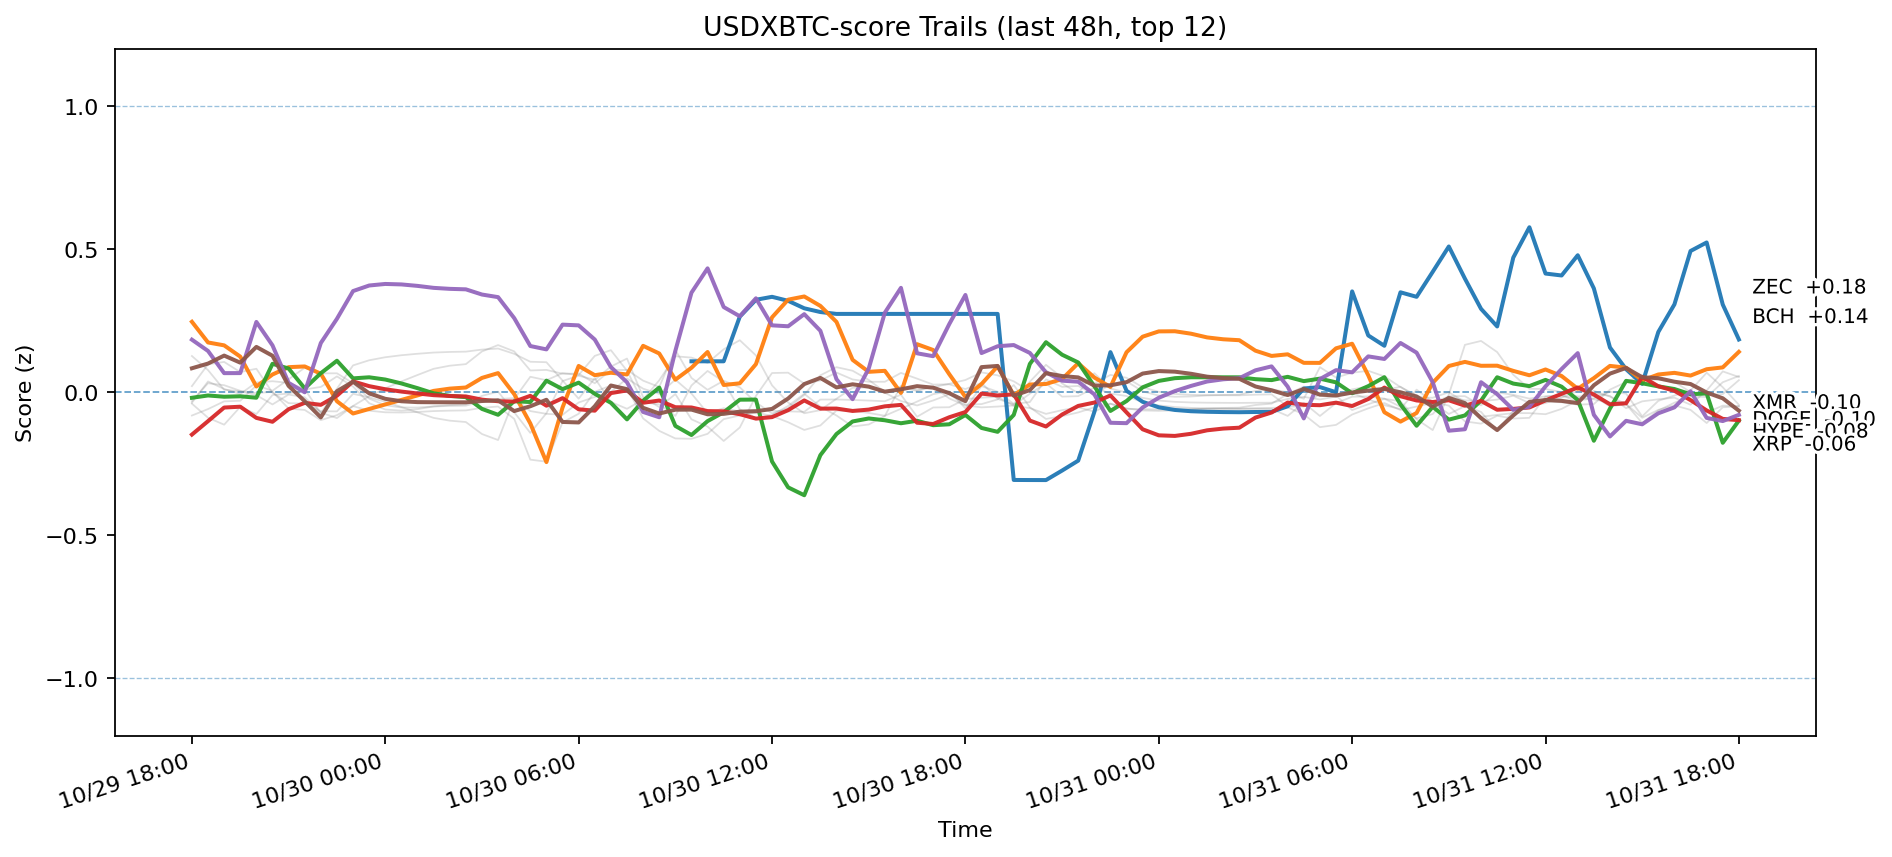 USDXBTC-score Trails (last 48h, top 12)
Score (z)
1.0
0.5
0.0
−0.5
−1.0
ZEC +0.18
BCH +0.14
XMR -0.10
DOGE -0.10
HYPE -0.08
XRP -0.06
10/29 18:00
10/30 00:00
10/30 06:00
10/30 12:00
10/30 18:00
10/31 00:00
10/31 06:00
10/31 12:00
10/31 18:00
Time